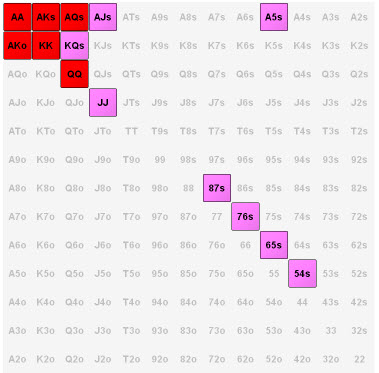 AA AKs AQs AJs ATs A9s A8s A7s A6s A5s A4s A3s A2s
AKo KK KQs KJs KTs K9s K8s K7s K6s K5s K4s K3s K2s
AQo KQo QQ QJs QTs Q9s Q8s Q7s Q6s Q5s Q4s Q3s Q2s
AJo KJo QJo JJ JTs J9s J8s J7s J6s J5s J4s J3s J2s
ATo KTo QTo JTo TT T9s T8s T7s T6s T5s T4s T3s T2s
A9o K9o Q9o J9o T9o 99 98s 97s 96s 95s 94s 93s 92s
A8o K8o Q8o J8o T8o 98o 88 87s 86s 85s 84s 83s 82s
A7o K7o Q7o J7o T7o 97o 87o 77 76s 75s 74s 73s 72s
A6o K6o Q6o J6o T6o 96o 86o 76o 66 65s 64s 63s 62s
A5o K5o Q5o J5o T5o 95o 85o 75o 65o 55 54s 53s 52s
A4o K4o Q4o J4o T4o 94o 84o 74o 64o 54o 44 43s 42s
A3o K3o Q3o J3o T3o 93o 83o 73o 63o 53o 43o 33 32s
A2o K2o Q2o J2o T2o 92o 82o 72o 62o 52o 42o 32o 22